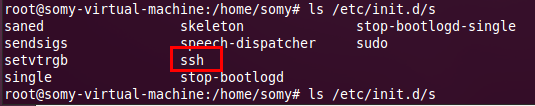 root@somy-virtual-machine:/home/somy# ls /etc/init.d/s
saned skeleton stop-bootlogd-single
sendsigs speech-dispatcher sudo
setvtrgb ssh
single stop-bootlogd
root@somy-virtual-machine:/home/somy# ls /etc/init.d/s